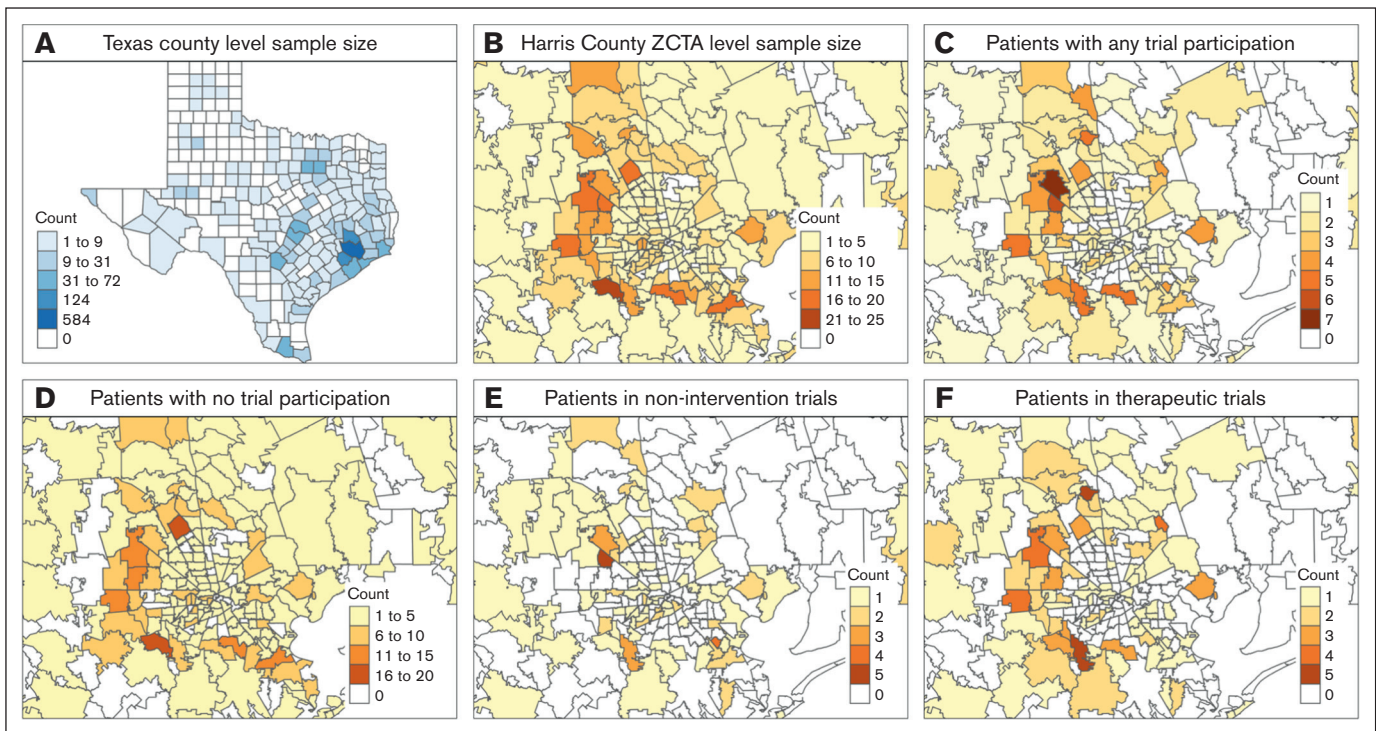 A Texas county level sample size
Count
1 to 9
9 to 31
31 to 72
124
584
0
B Harris County ZCTA level sample size
Count
1 to 5
6 to 10
11 to 15
16 to 20
21 to 25
0
C Patients with any trial participation
Count
1
2
3
4
5
6
7
0
D Patients with no trial participation
Count
1 to 5
6 to 10
11 to 15
16 to 20
0
E Patients in non-intervention trials
Count
1
2
3
4
5
0
F Patients in therapeutic trials
Count
1
2
3
4
5
0